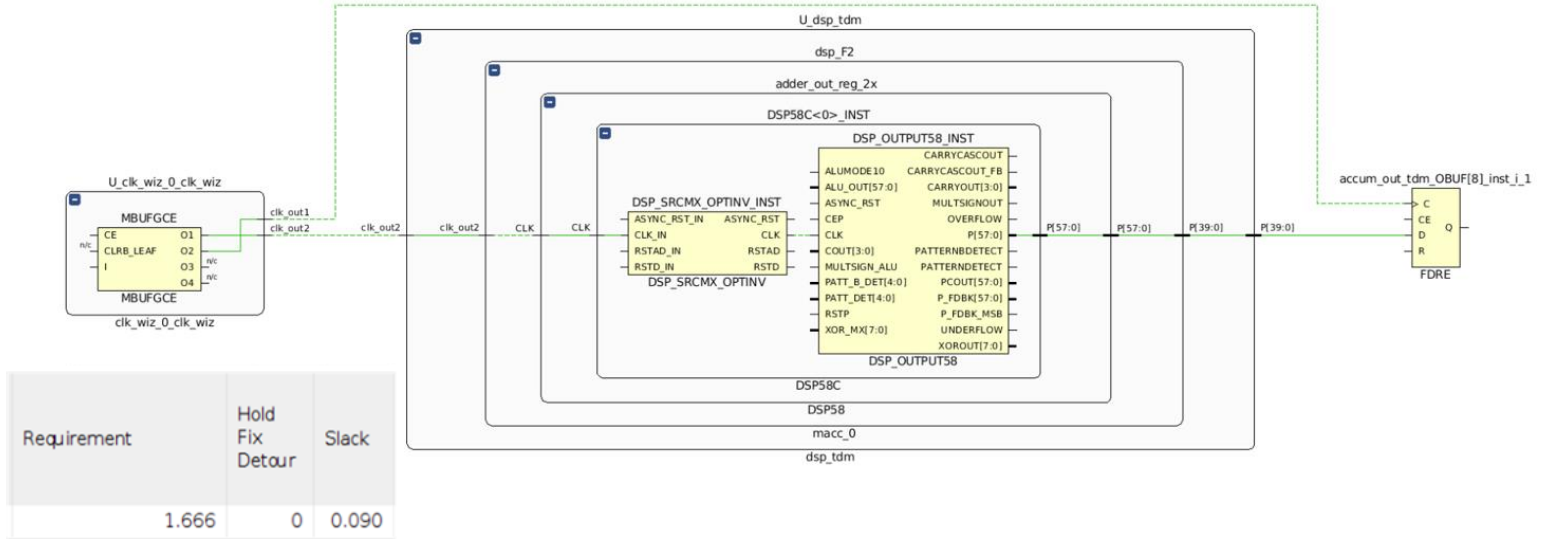 U_dsp_tdm
dsp_F2
adder_out_reg_2x
DSP58C<0>_INST
DSP_OUTPUT58_INST
CARRYCASCOUT
ALUMODE10 CARRYCASCOUT_FB
ALU_OUT[57:0] CARRYOUT[3:0]
ASYNC_RST MULTSIGNOUT
CEP OVERFLOW
CLK P[57:0]
COUT[3:0] PATTERNBDETECT
MULTSIGN_ALU PATTERNDETECT
PATT_B_DET[4:0] PCOUT[57:0]
PATT_DET[4:0] P_FDBK[57:0]
RSTP P_FDBK_MSB
XOR_MX[7:0] UNDERFLOW
XOROUT[7:0]
DSP_OUTPUT58
DSP_SRCMX_OPTINV_INST
ASYNC_RST_IN ASYNC_RST
CLK_IN CLK
RSTAD_IN RSTAD
RSTD_IN RSTD
DSP_SRCMX_OPTINV
DSP58C
DSP58
macc_0
dsp_tdm
U_clk_wiz_0_clk_wiz
MBUFGCE
CE O1
CLRB_LEAF O2
I O3
O4
n/c
n/c
n/c
MBUFGCE
clk_wiz_0_clk_wiz
clk_out1
clk_out2
clk_out2
clk_out2
CLK
CLK
P[57:0]
P[57:0]
P[39:0]
P[39:0]
accum_out_tdm_OBUF[8]_inst_i_1
C
CE
D Q
R
FDRE
Requirement
Hold
Fix
Detour
Slack
1.666 0 0.090